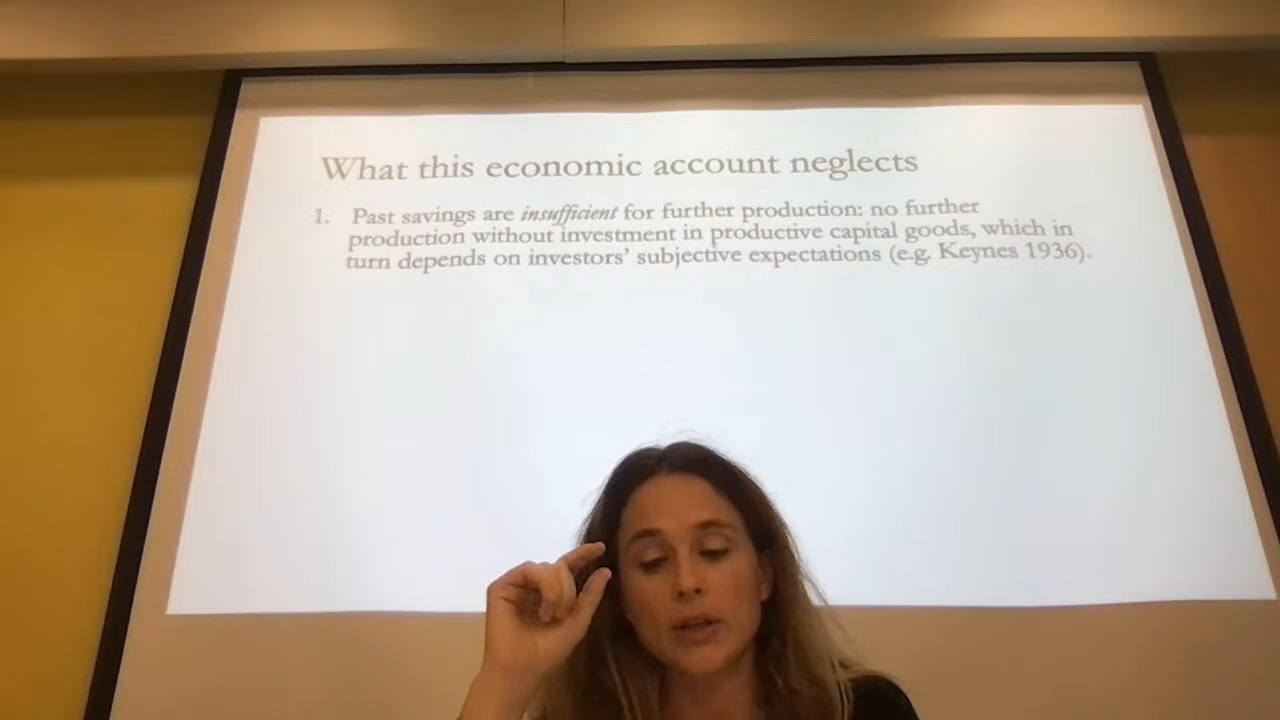 What this economic account neglects
1. Past savings are insufficient for further production: no further
production without investment in productive capital goods, which in
turn depends on investors’ subjective expectations (e.g. Keynes 1936).